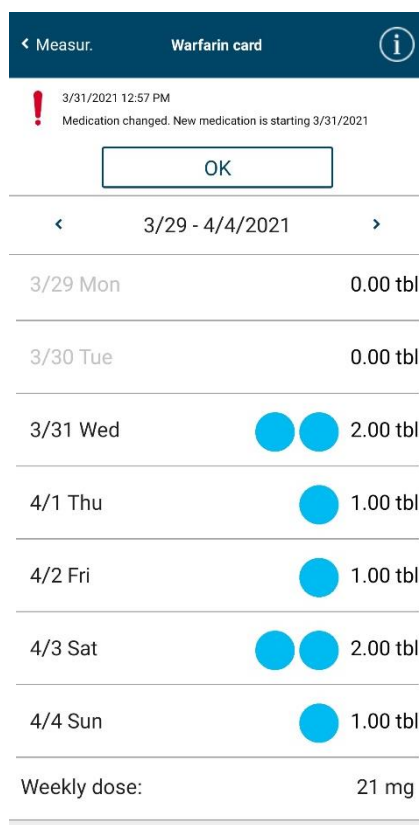 Measur. Warfarin card i
3/31/2021 12:57 PM
Medication changed. New medication is starting 3/31/2021
OK
3/29 - 4/4/2021
3/29 Mon 0.00 tbl
3/30 Tue 0.00 tbl
3/31 Wed 2.00 tbl
4/1 Thu 1.00 tbl
4/2 Fri 1.00 tbl
4/3 Sat 2.00 tbl
4/4 Sun 1.00 tbl
Weekly dose: 21 mg